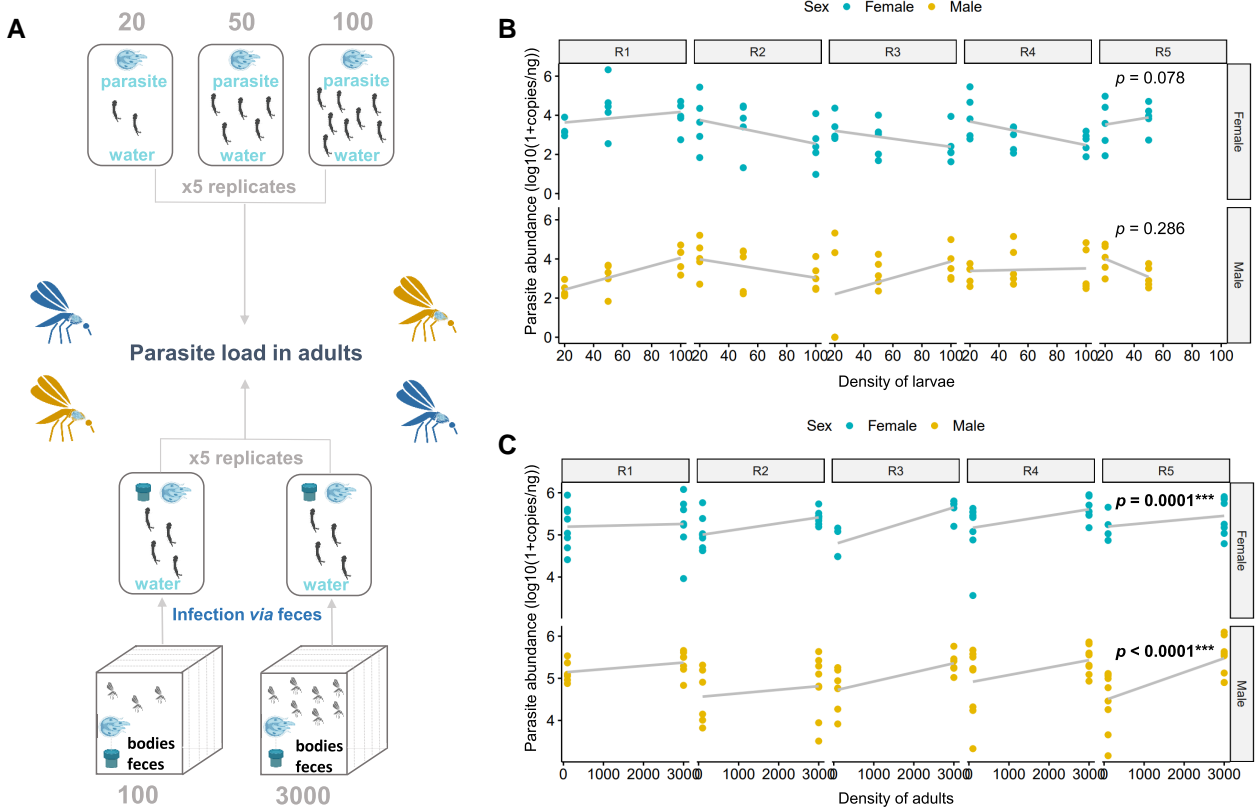 A
20
50
100
parasite
parasite
parasite
water
water
water
x5 replicates
Parasite load in adults
x5 replicates
water
water
Infection via feces
bodies
feces
bodies
feces
100
3000
B
Sex Female Male
R1 R2 R3 R4 R5
p = 0.078
Female
6
4
2
0
p = 0.286
Male
6
4
2
0
Parasite abundance (log10(1+copies/ng))
20 40 60 80 100 20 40 60 80 100 20 40 60 80 100 20 40 60 80 100 20 40 60 80 100
Density of larvae
C
Sex Female Male
R1 R2 R3 R4 R5
p = 0.0001***
Female
6
5
4
p < 0.0001***
Male
6
5
4
Parasite abundance (log10(1+copies/ng))
0 1000 2000 3000 0 1000 2000 3000 0 1000 2000 3000 0 1000 2000 3000 0 1000 2000 3000
Density of adults